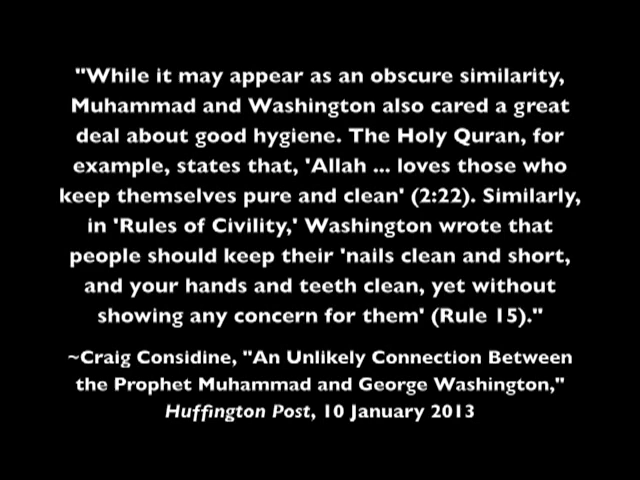 "While it may appear as an obscure similarity,
Muhammad and Washington also cared a great
deal about good hygiene. The Holy Quran, for
example, states that, 'Allah ... loves those who
keep themselves pure and clean' (2:22). Similarly,
in 'Rules of Civility,' Washington wrote that
people should keep their 'nails clean and short,
and your hands and teeth clean, yet without
showing any concern for them' (Rule 15)."
~Craig Considine, "An Unlikely Connection Between
the Prophet Muhammad and George Washington,"
Huffington Post, 10 January 2013